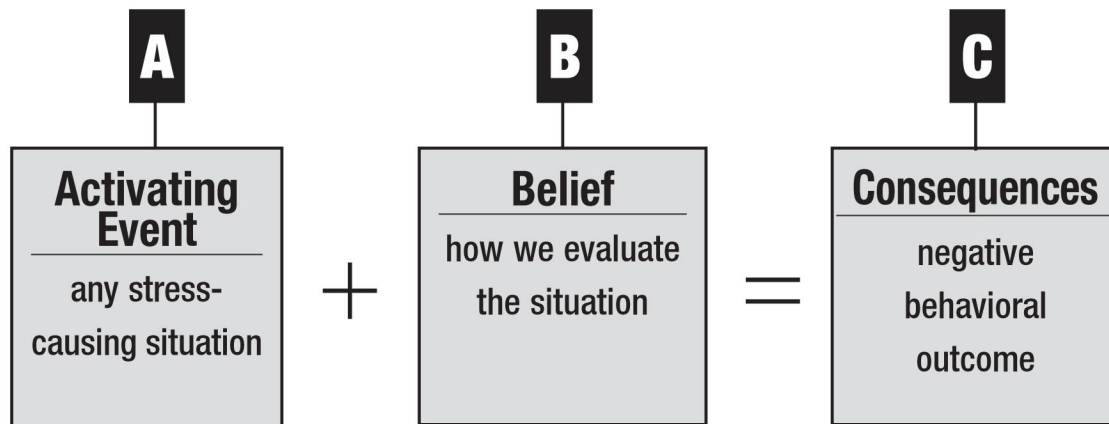 A
B
C
Activating
Event
any stress-
causing situation
+
Belief
how we evaluate
the situation
=
Consequences
negative
behavioral
outcome